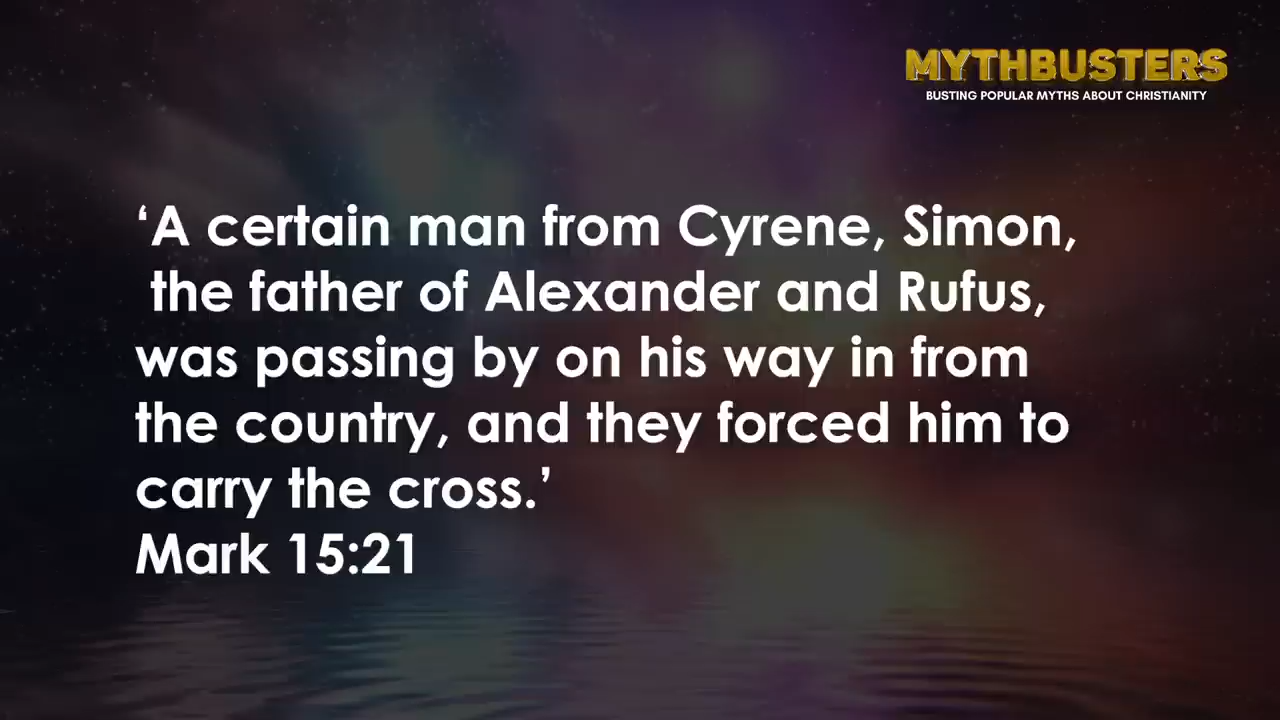 MYTHBUSTERS
BUSTING POPULAR MYTHS ABOUT CHRISTIANITY
‘A certain man from Cyrene, Simon,
the father of Alexander and Rufus,
was passing by on his way in from
the country, and they forced him to
carry the cross.’
Mark 15:21